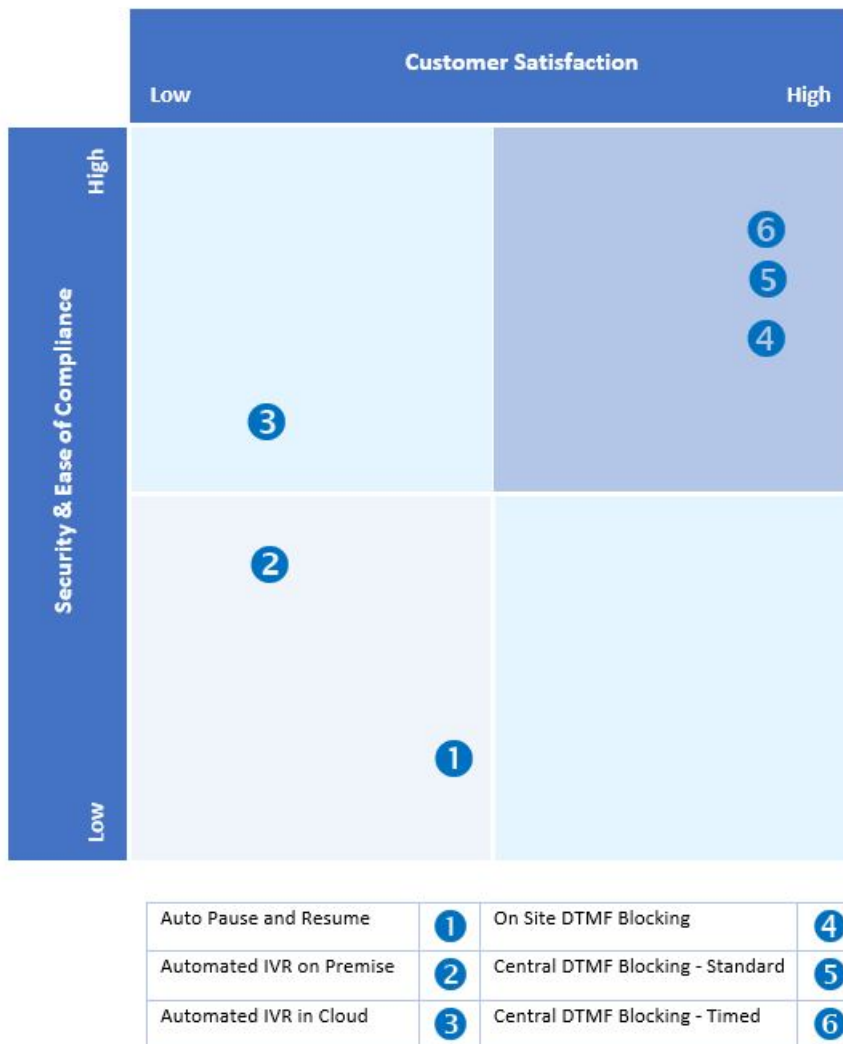 Customer Satisfaction
Low High
High
Security & Ease of Compliance
Low
6
5
4
3
2
1
Auto Pause and Resume 1 On Site DTMF Blocking 4
Automated IVR on Premise 2 Central DTMF Blocking - Standard 5
Automated IVR in Cloud 3 Central DTMF Blocking - Timed 6